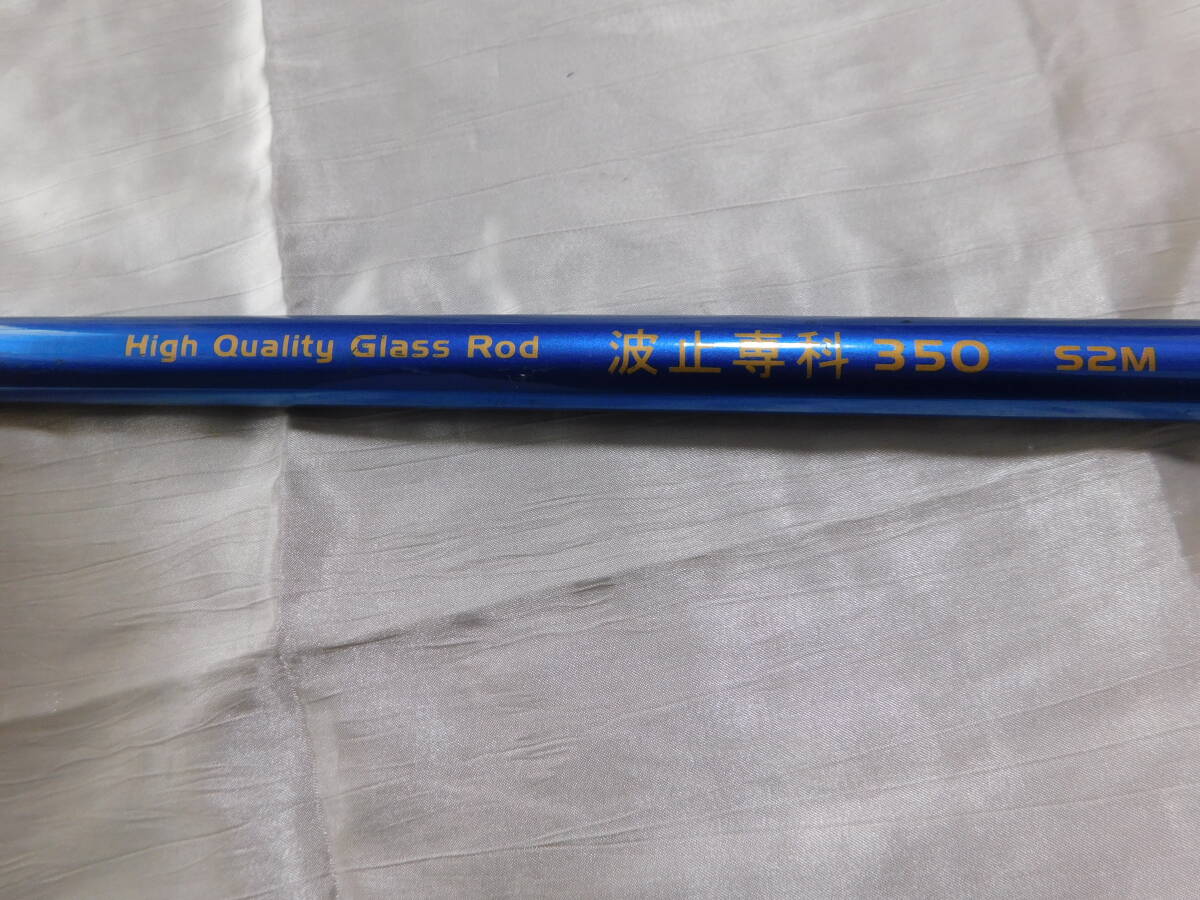 High Quality Glass Rod 波止専科 350 S2M